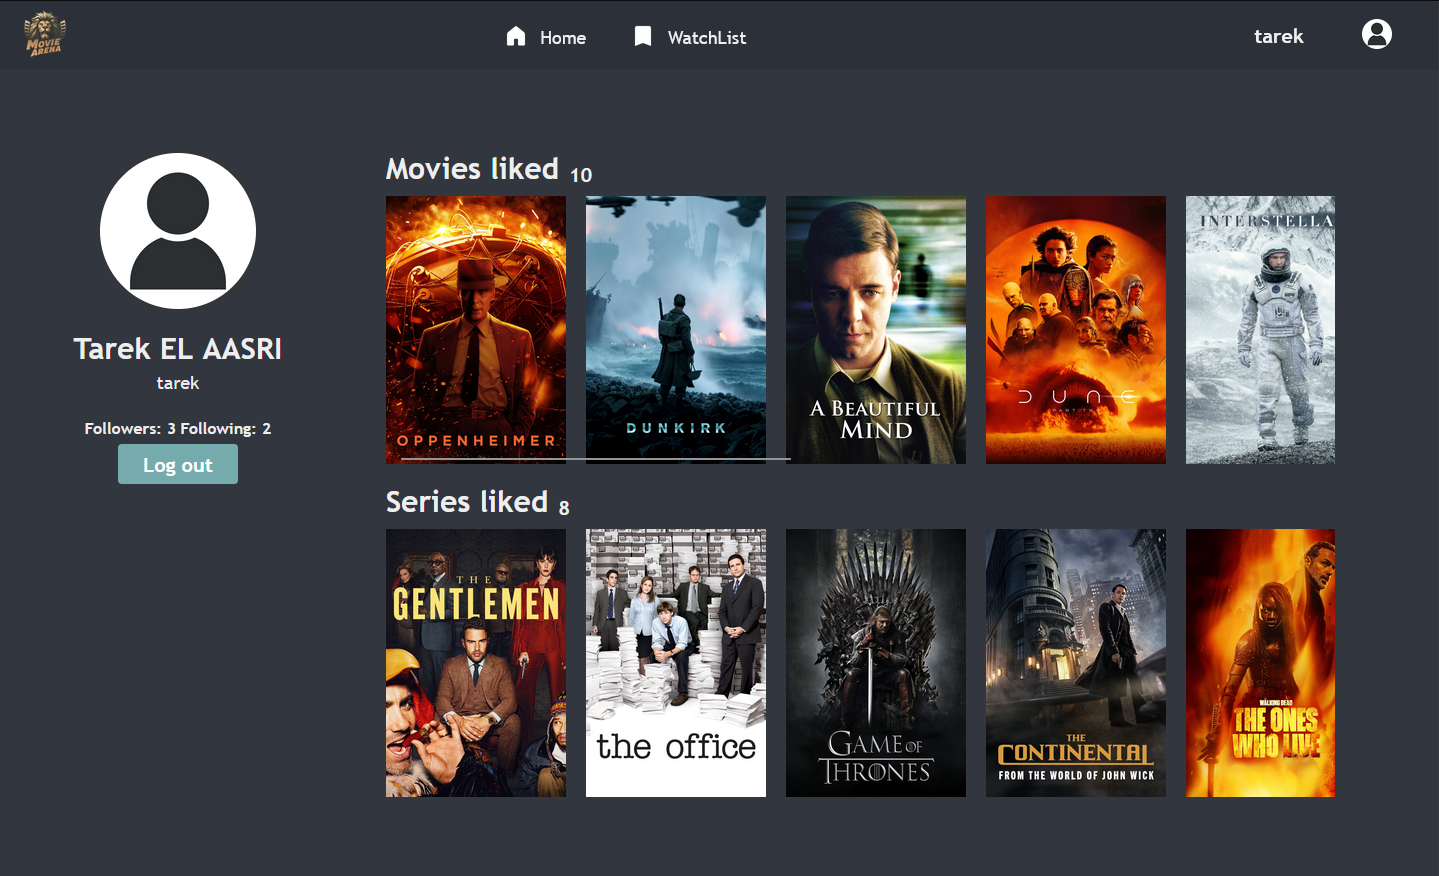 MOVIE
ARENA
Home
WatchList
tarek
Tarek EL AASRI
tarek
Followers: 3 Following: 2
Log out
Movies liked 10
OPPENHEIMER
DUNKIRK
A BEAUTIFUL
MIND
DUNE
INTERSTELLA
Series liked 8
THE
GENTLEMEN
the office
GAME OF
THRONES
THE
CONTINENTAL
FROM THE WORLD OF JOHN WICK
WALKING DEAD
THE ONES
WHO LIVE